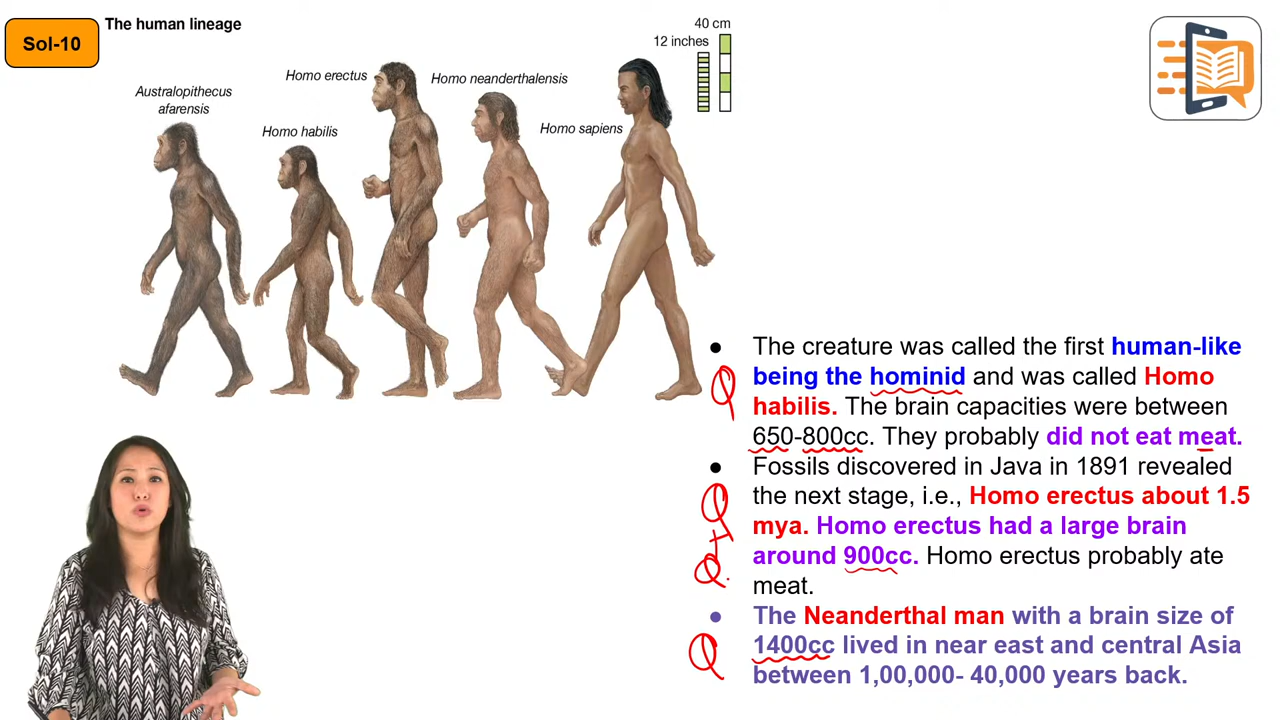 Sol-10
The human lineage
40 cm
12 inches
Australopithecus
afarensis
Homo habilis
Homo erectus
Homo neanderthalensis
Homo sapiens
● The creature was called the first human-like
being the hominid and was called Homo
habilis. The brain capacities were between
650-800cc. They probably did not eat meat.
● Fossils discovered in Java in 1891 revealed
the next stage, i.e., Homo erectus about 1.5
mya. Homo erectus had a large brain
around 900cc. Homo erectus probably ate
meat.
● The Neanderthal man with a brain size of
1400cc lived in near east and central Asia
between 1,00,000- 40,000 years back.
Q
Q
+
Q.
Q